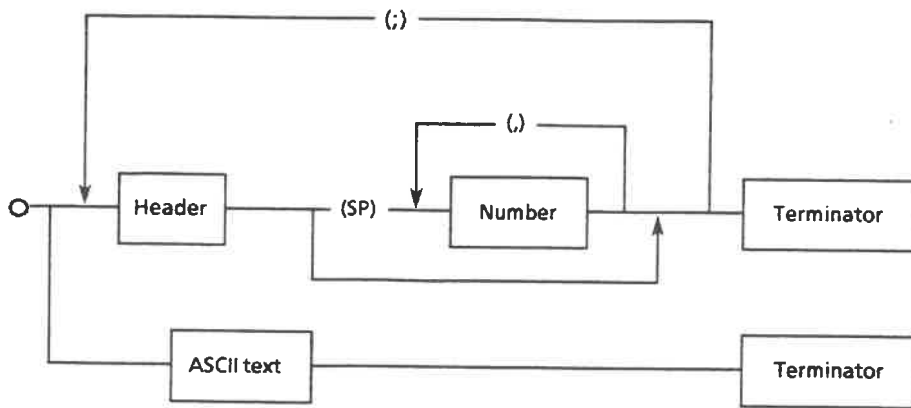 (;)
(,)
Header
(SP)
Number
Terminator
ASCII text
Terminator